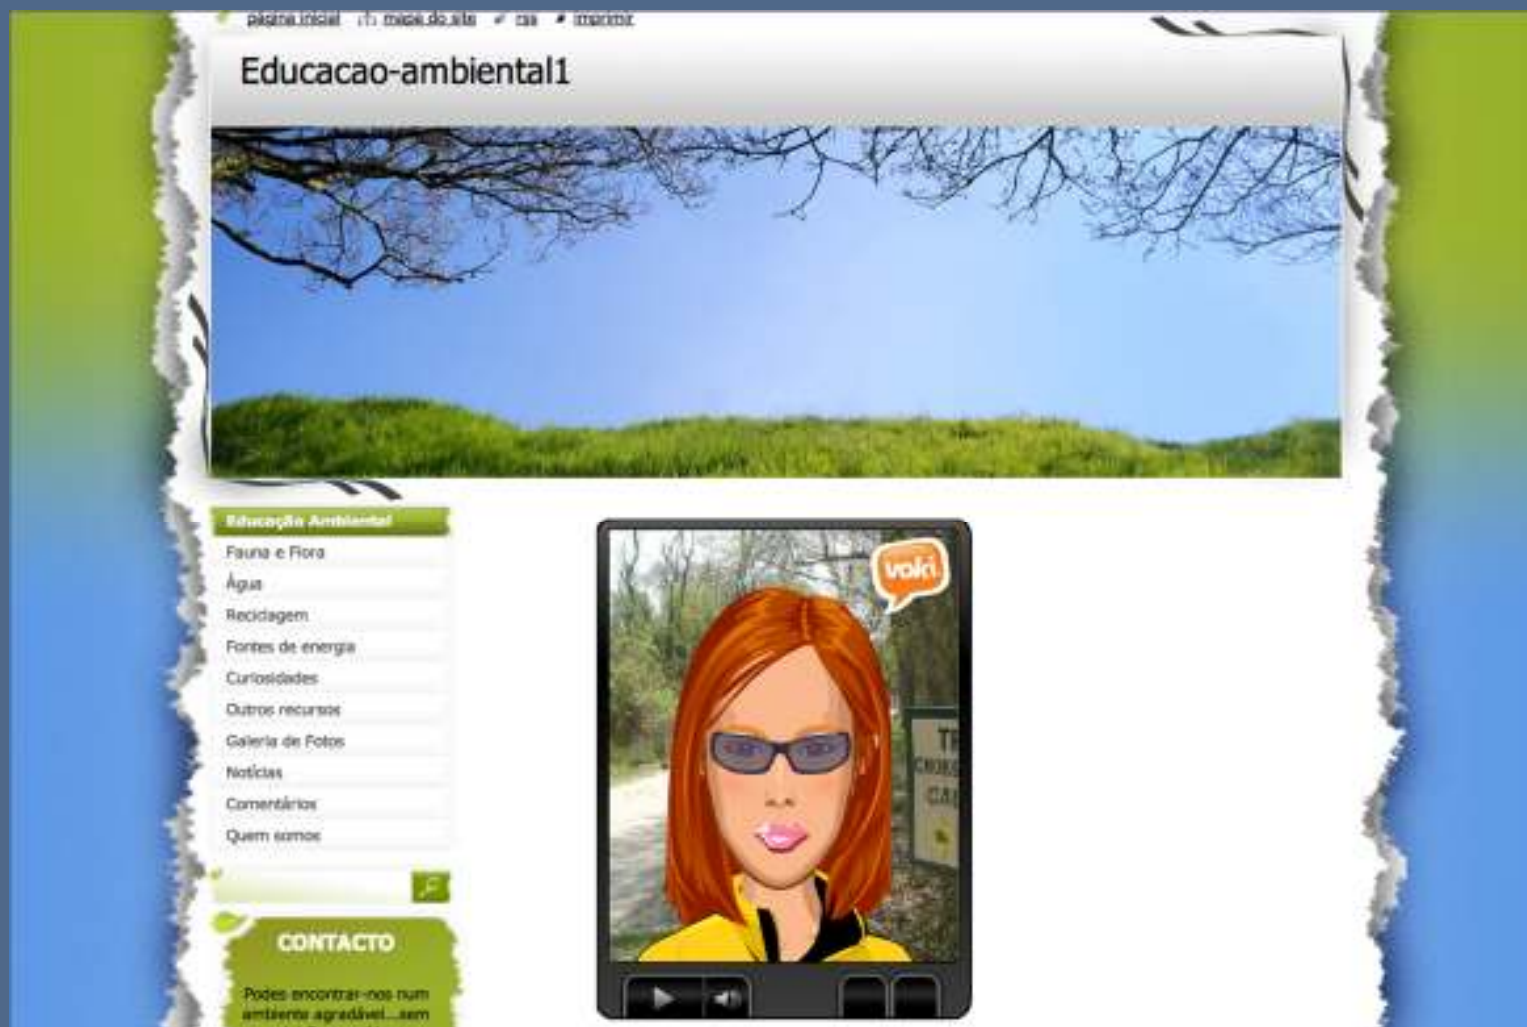 página inicial mapa do site rss imprimir
Educacao-ambiental1
Educação Ambiental
Fauna e Flora
Água
Reciclagem
Fontes de energia
Curiosidades
Outros recursos
Galeria de Fotos
Notícias
Comentários
Quem somos
CONTACTO
Podes encontrar-nos num
ambiente agradável...sem
voki